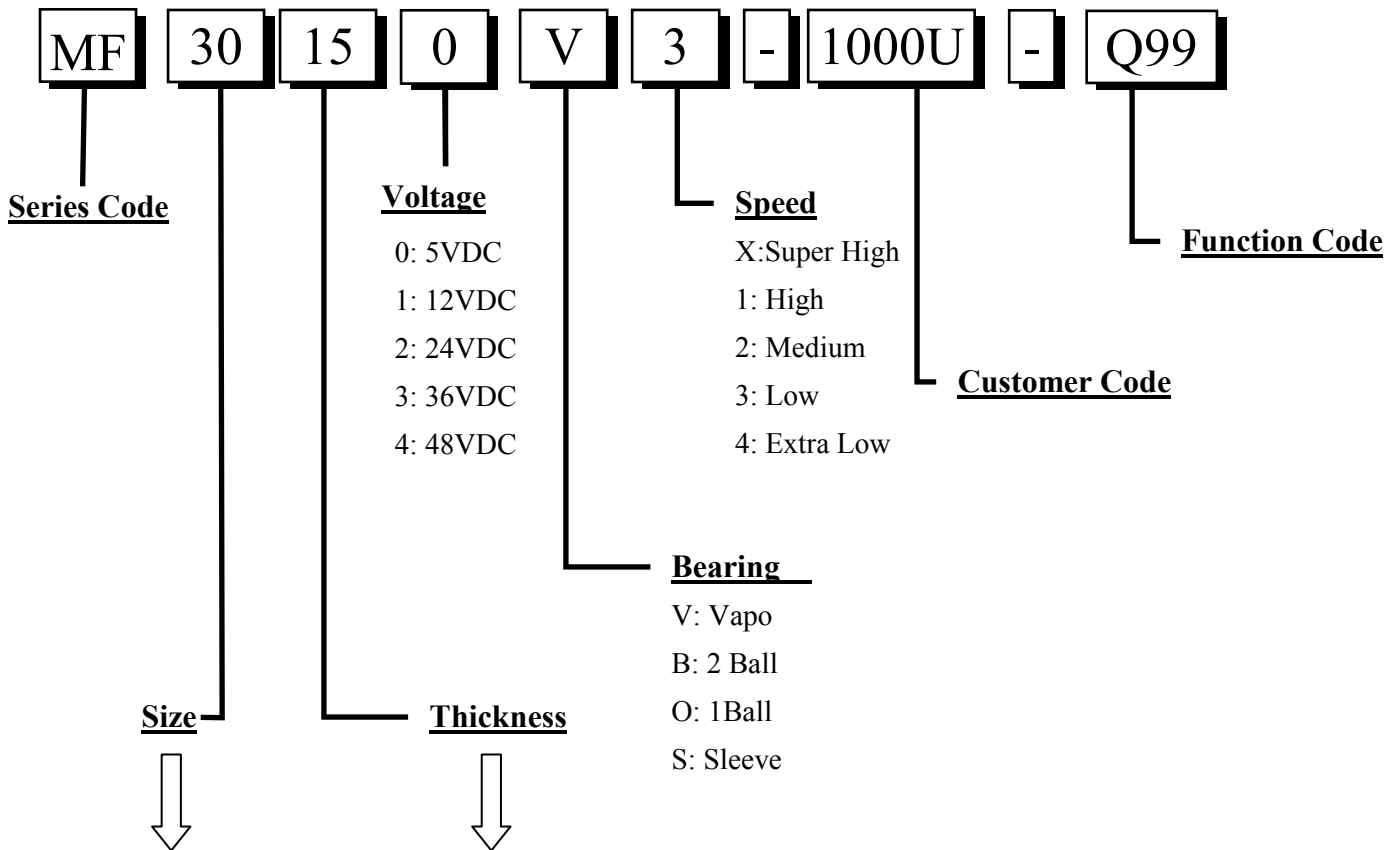 MF 30 15 0 V 3 - 1000U - Q99
Series Code
Voltage
0: 5VDC
1: 12VDC
2: 24VDC
3: 36VDC
4: 48VDC
Speed
X:Super High
1: High
2: Medium
3: Low
4: Extra Low
Function Code
Customer Code
Bearing
V: Vapo
B: 2 Ball
O: 1Ball
S: Sleeve
Size
Thickness